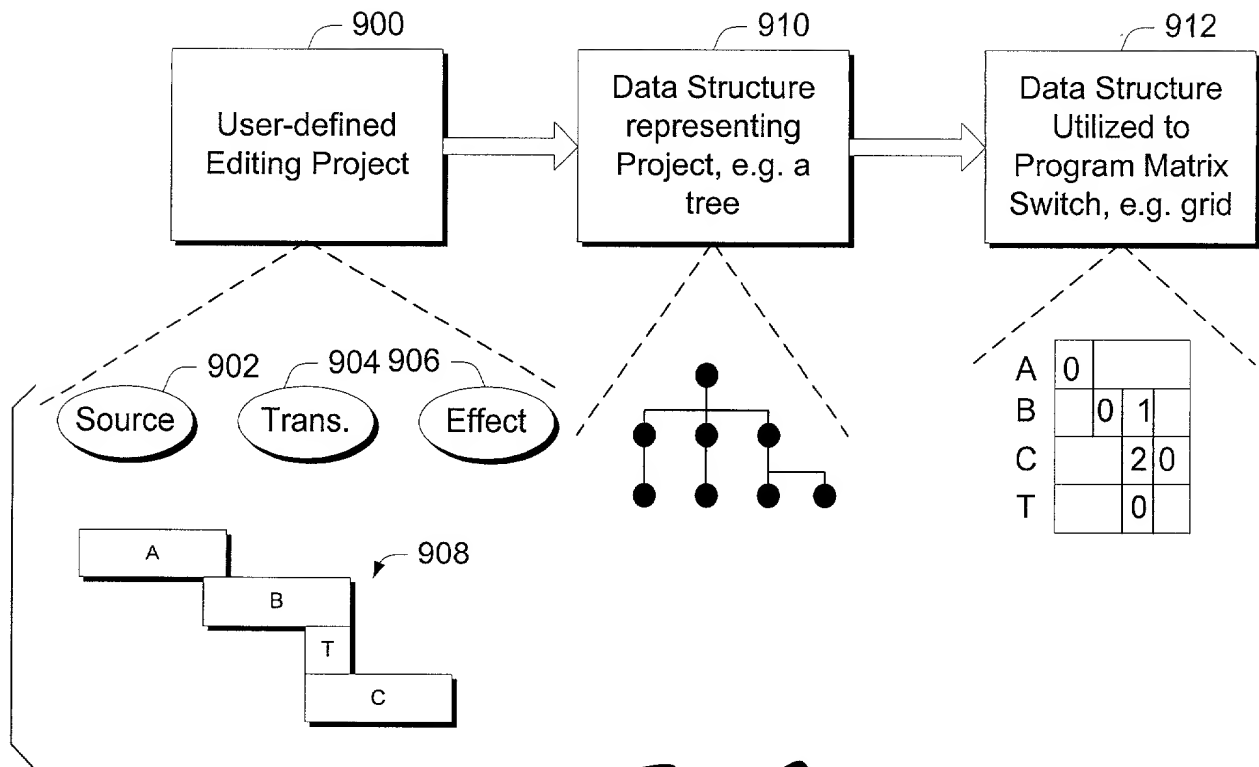 900
910
912
User-defined
Editing Project
Data Structure
representing
Project, e.g. a
tree
Data Structure
Utilized to
Program Matrix
Switch, e.g. grid
902
904
906
Source
Trans.
Effect
A
B
T
C
908
A 0
B 0 1
C 2 0
T 0